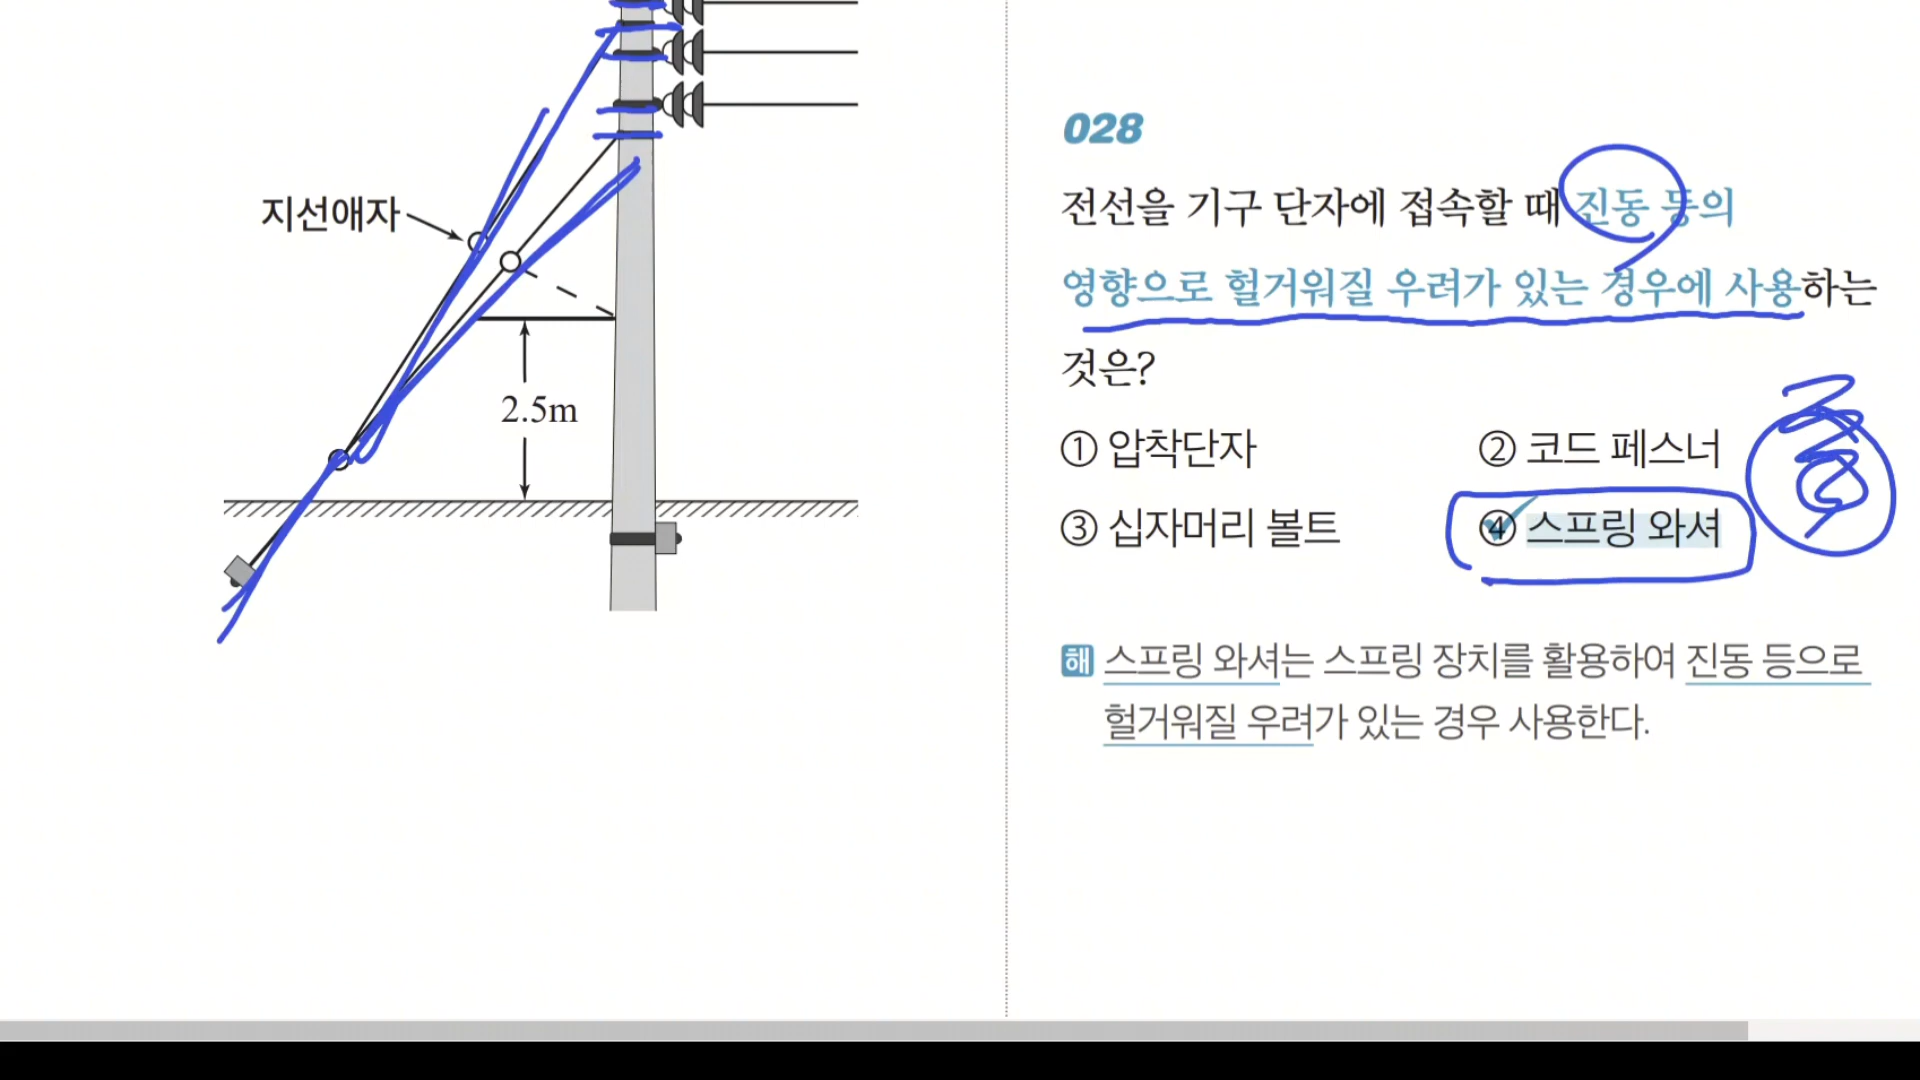 지선애자
2.5m
028
전선을 기구 단자에 접속할 때 진동 등의
영향으로 헐거워질 우려가 있는 경우에 사용하는
것은?
① 압착단자
② 코드 페스너
③ 십자머리 볼트
④ 스프링 와셔
해 스프링 와셔는 스프링 장치를 활용하여 진동 등으로
헐거워질 우려가 있는 경우 사용한다.